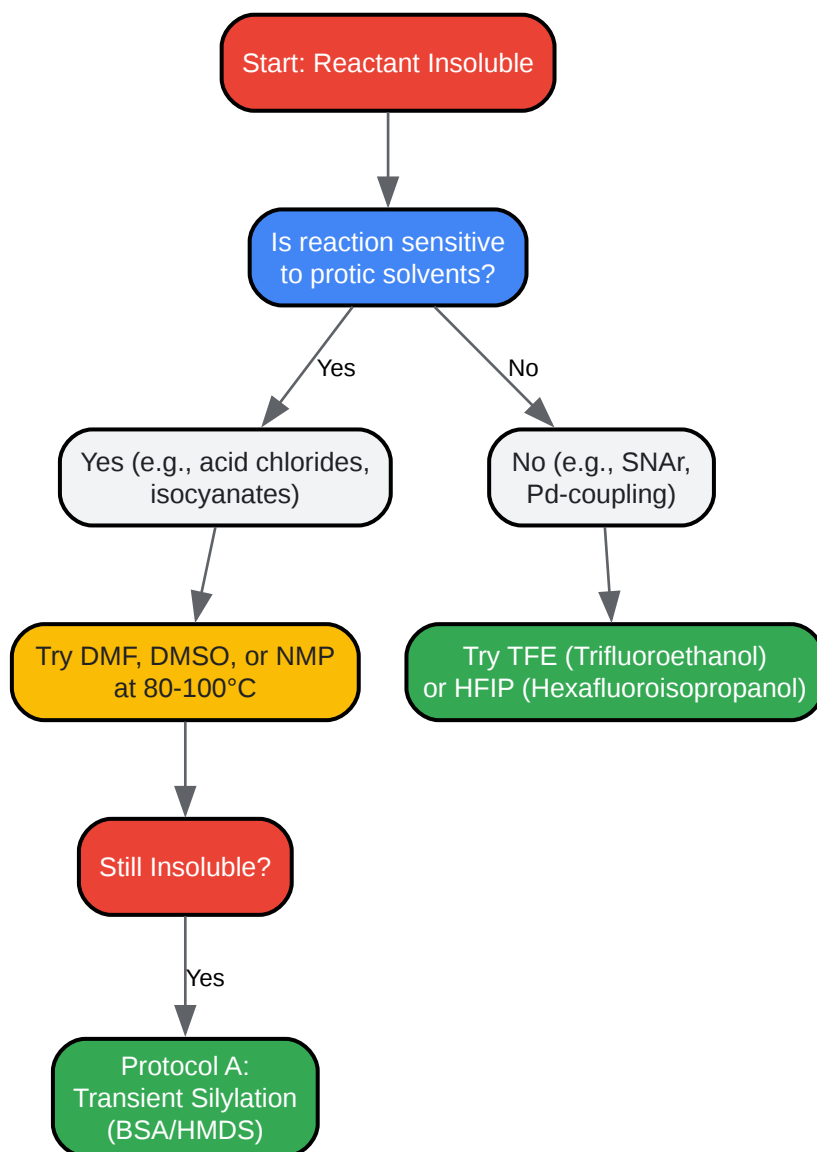 Start: Reactant Insoluble
Is reaction sensitive
to protic solvents?
Yes
No
Yes (e.g., acid chlorides,
isocyanates)
No (e.g., SNAr,
Pd-coupling)
Try DMF, DMSO, or NMP
at 80-100°C
Try TFE (Trifluoroethanol)
or HFIP (Hexafluoroisopropanol)
Still Insoluble?
Yes
Protocol A:
Transient Silylation
(BSA/HMDS)